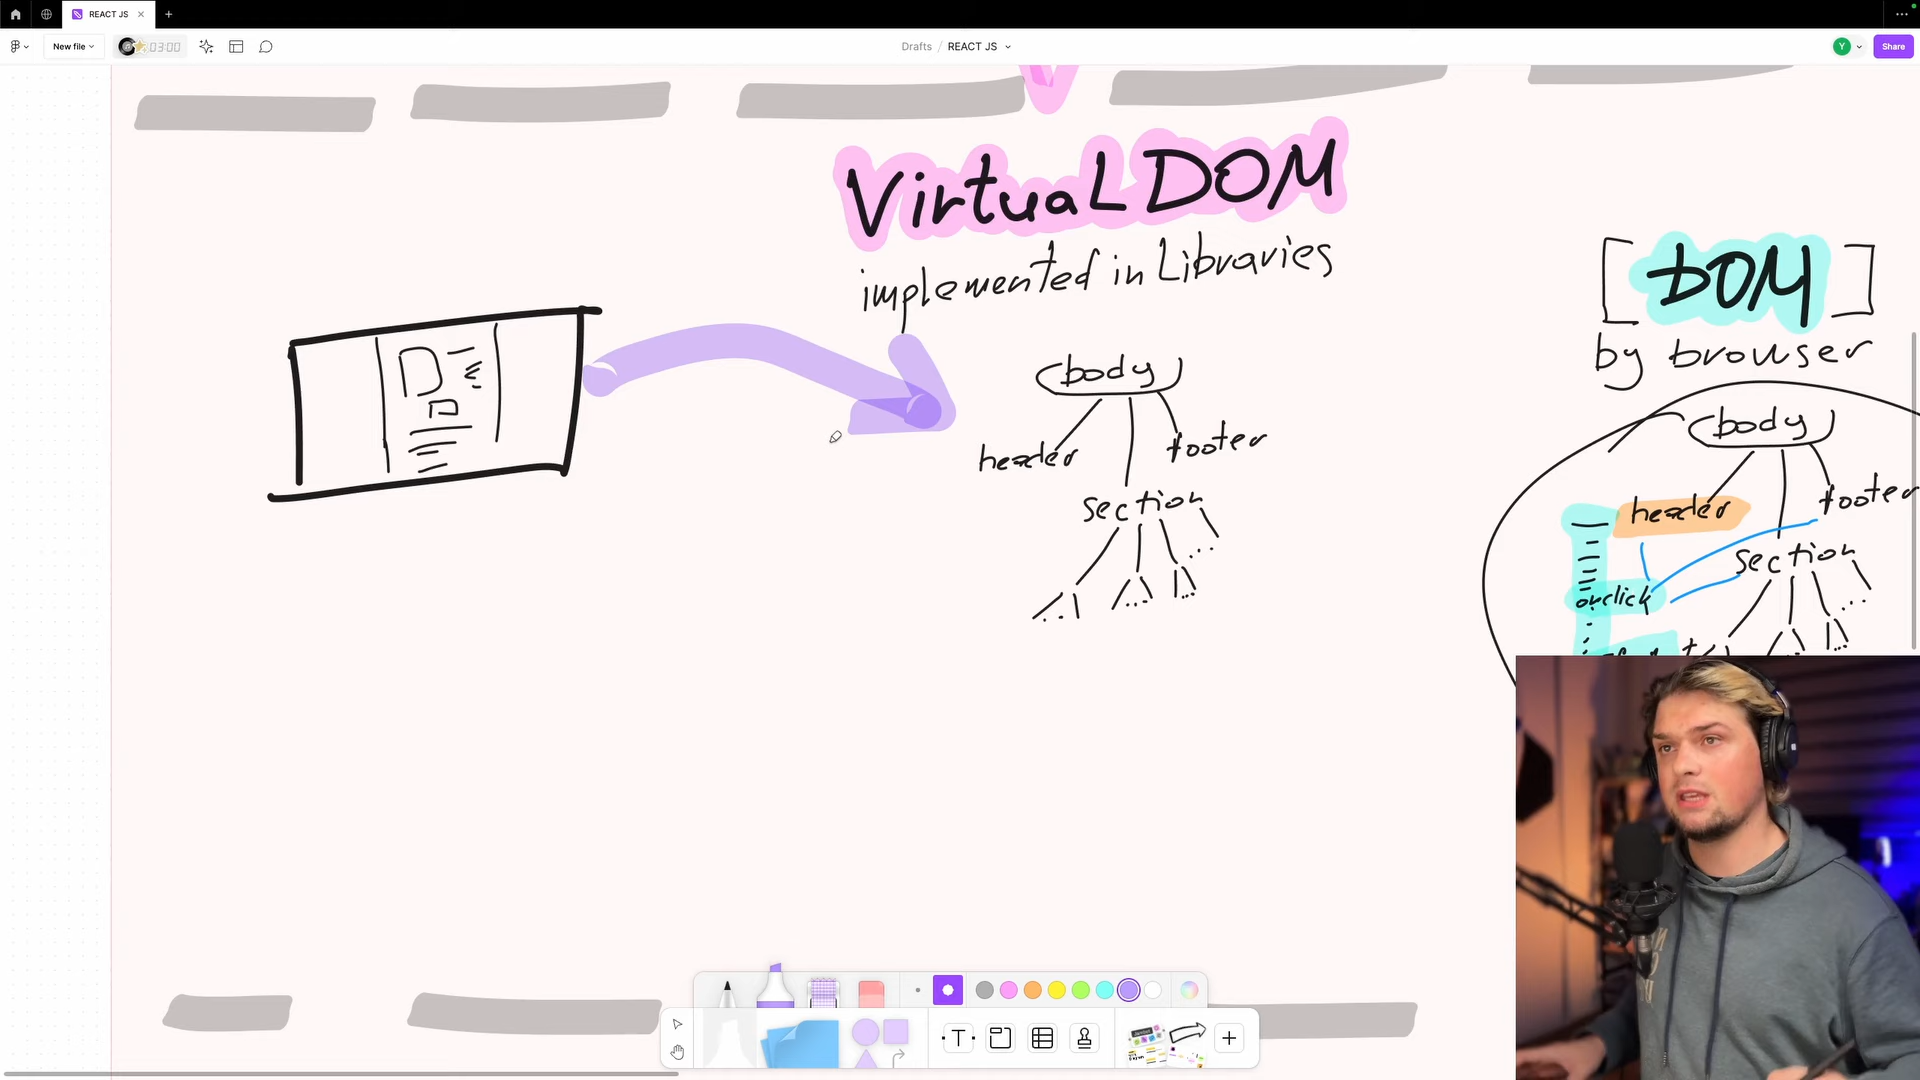 REACT JS
New file
03:00
Drafts / REACT JS
Y
Share
Virtual DOM
implemented in Libraries
[DOM]
by browser
body
header
footer
section
body
header
footer
section
onclick
T